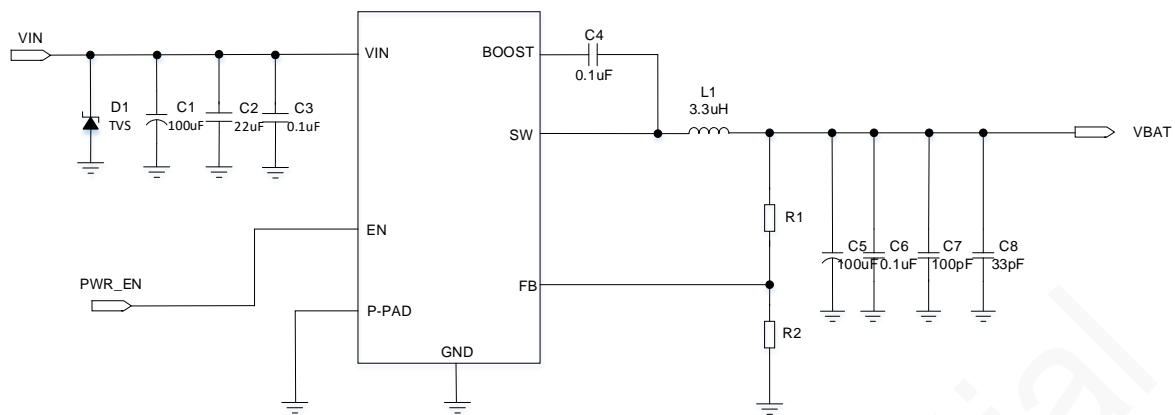 VIN
D1
TVS
C1
100uF
C2
22uF
C3
0.1uF
VIN
BOOST
C4
0.1uF
SW
L1
3.3uH
VBAT
EN
PWR_EN
P-PAD
GND
FB
R1
R2
C5
100uF
C6
0.1uF
C7
100pF
C8
33pF
ial